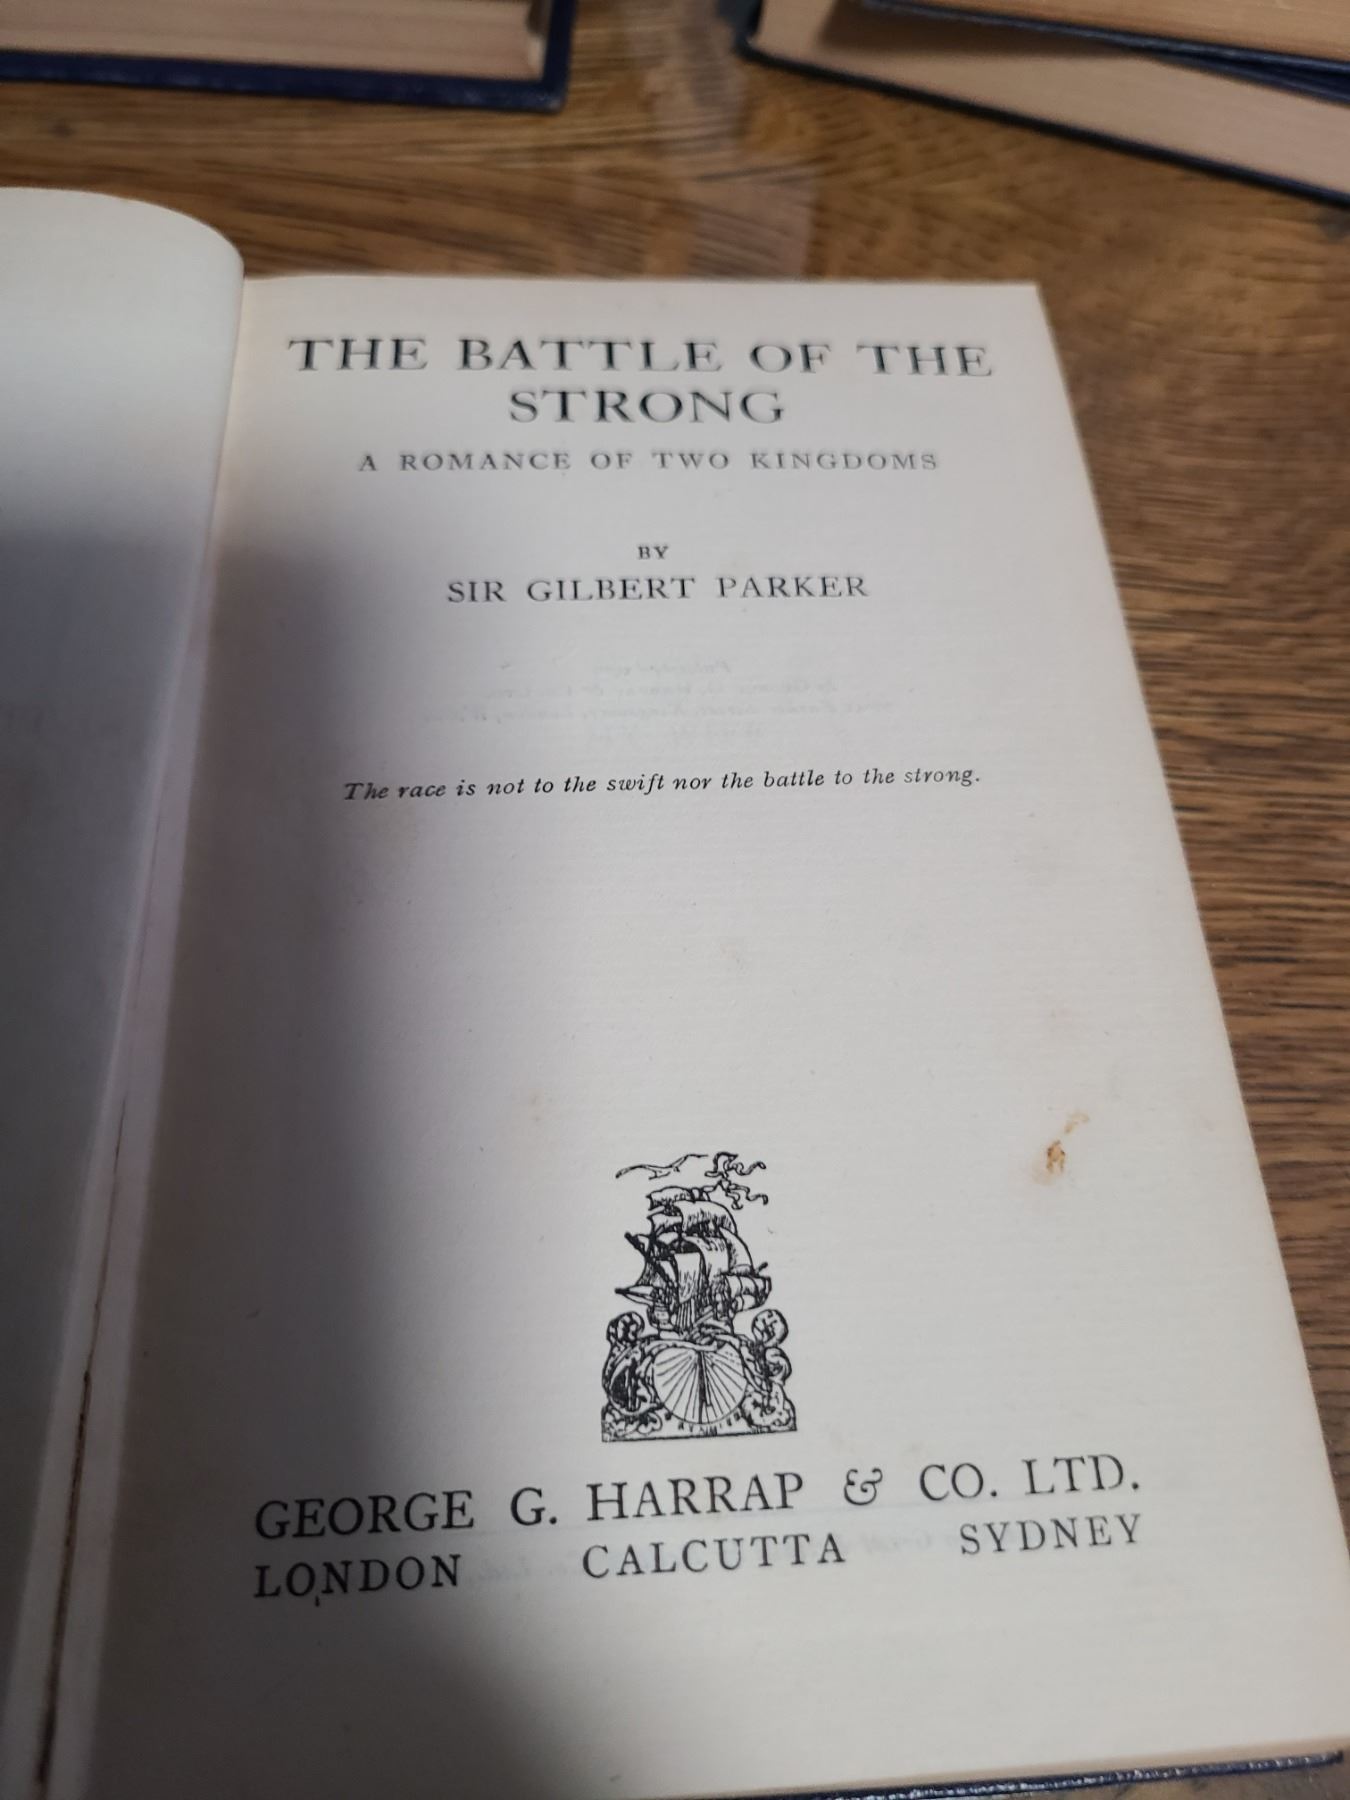 THE BATTLE OF THE
STRONG
A ROMANCE OF TWO KINGDOMS
BY
SIR GILBERT PARKER
The race is not to the swift nor the battle to the strong.
GEORGE G. HARRAP & CO. LTD.
LONDON CALCUTTA SYDNEY